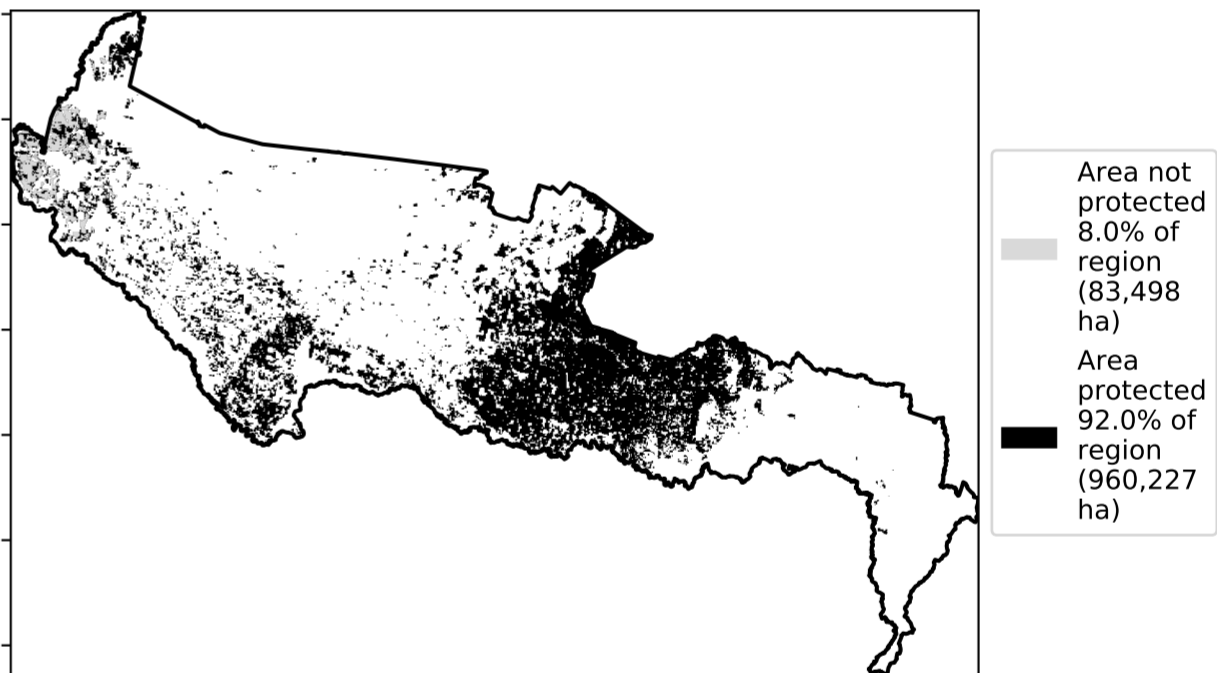 Area not
protected
8.0% of
region
(83,498
ha)
Area
protected
92.0% of
region
(960,227
ha)